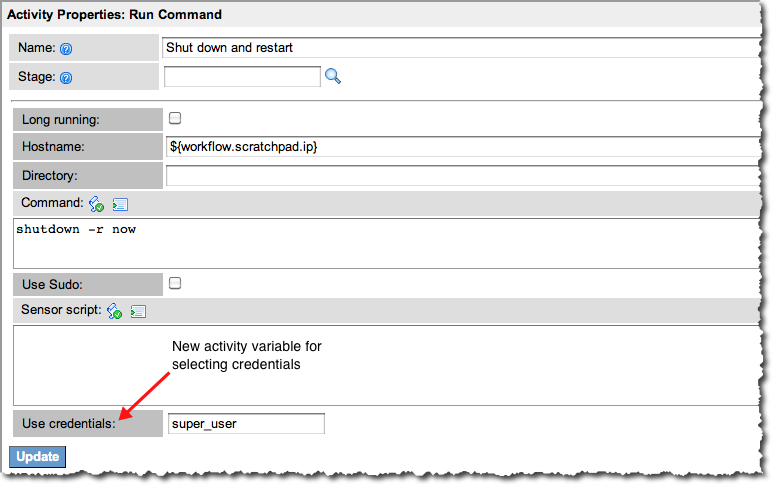 Activity Properties: Run Command
Name:
Shut down and restart
Stage:
Long running:
Hostname:
${workflow.scratchpad.ip}
Directory:
Command:
shutdown -r now
Use Sudo:
Sensor script:
New activity variable for
selecting credentials
Use credentials:
super_user
Update